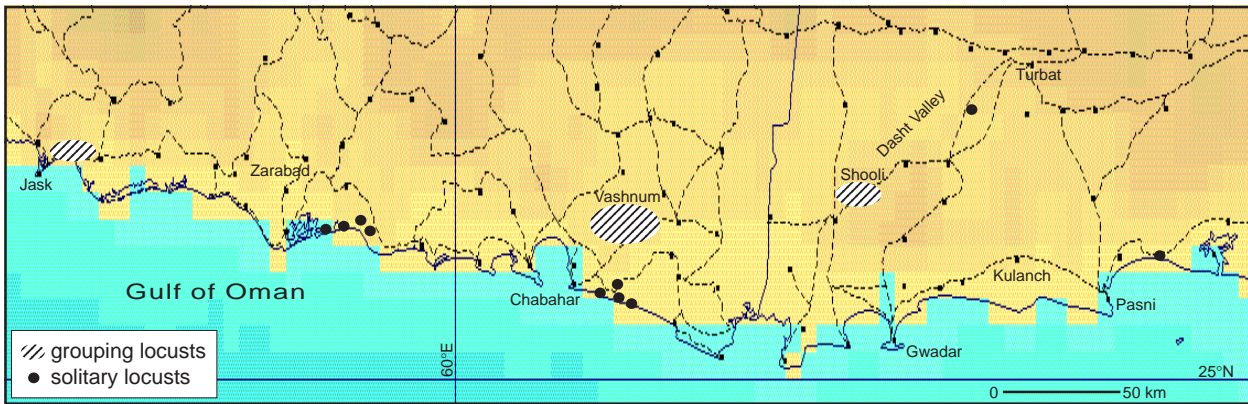 Turbat
Dasht Valley
Zarabad
Shooli
Jask
Vashnum
Kulanch
Gulf of Oman
Chabahar
Pasni
grouping locusts
Gwadar
solitary locusts
60°E
25°N
0 50 km